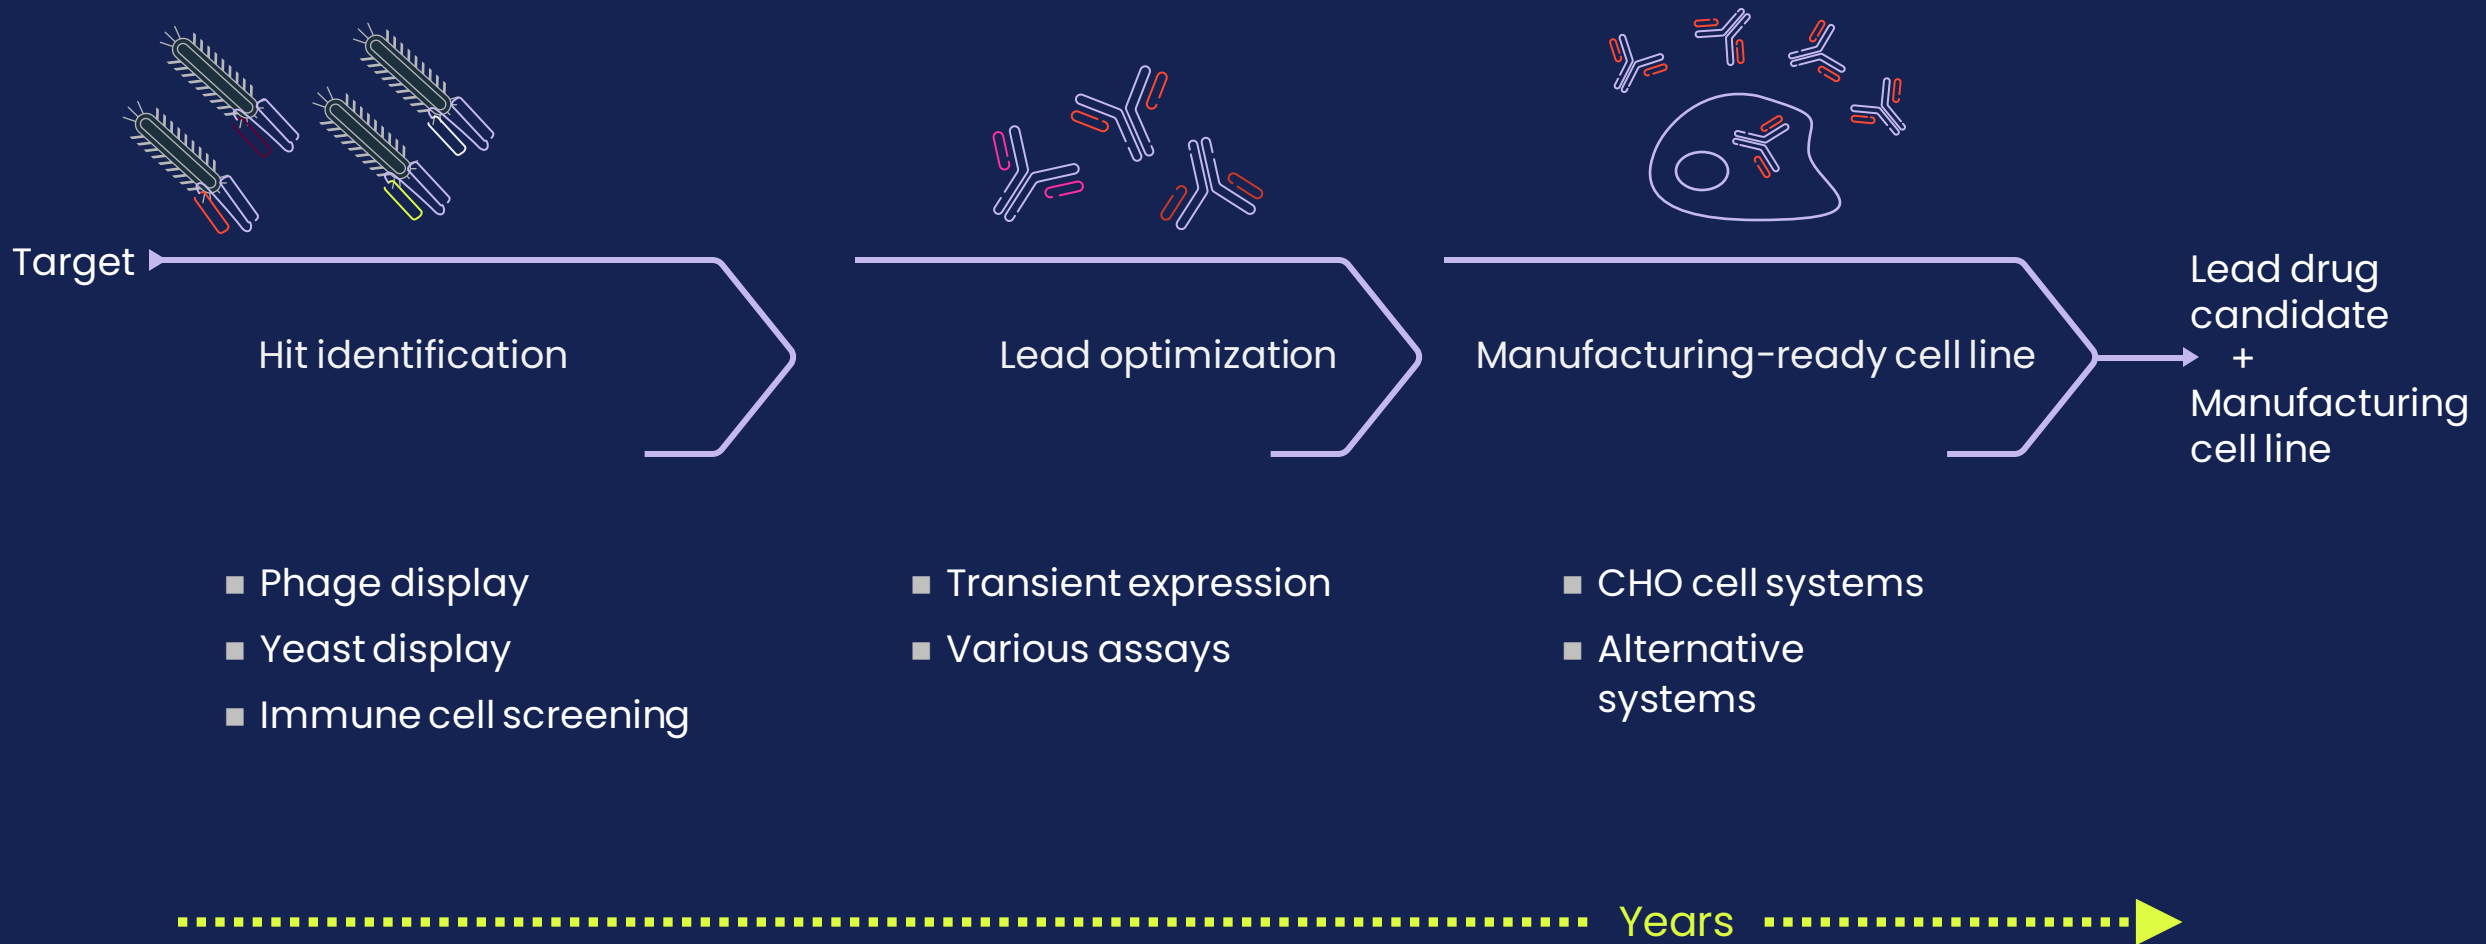 Target
Hit identification
Lead optimization
Manufacturing-ready cell line
Lead drug
candidate
+
Manufacturing
cell line
■ Phage display
■ Yeast display
■ Immune cell screening
■ Transient expression
■ Various assays
■ CHO cell systems
■ Alternative
systems
Years